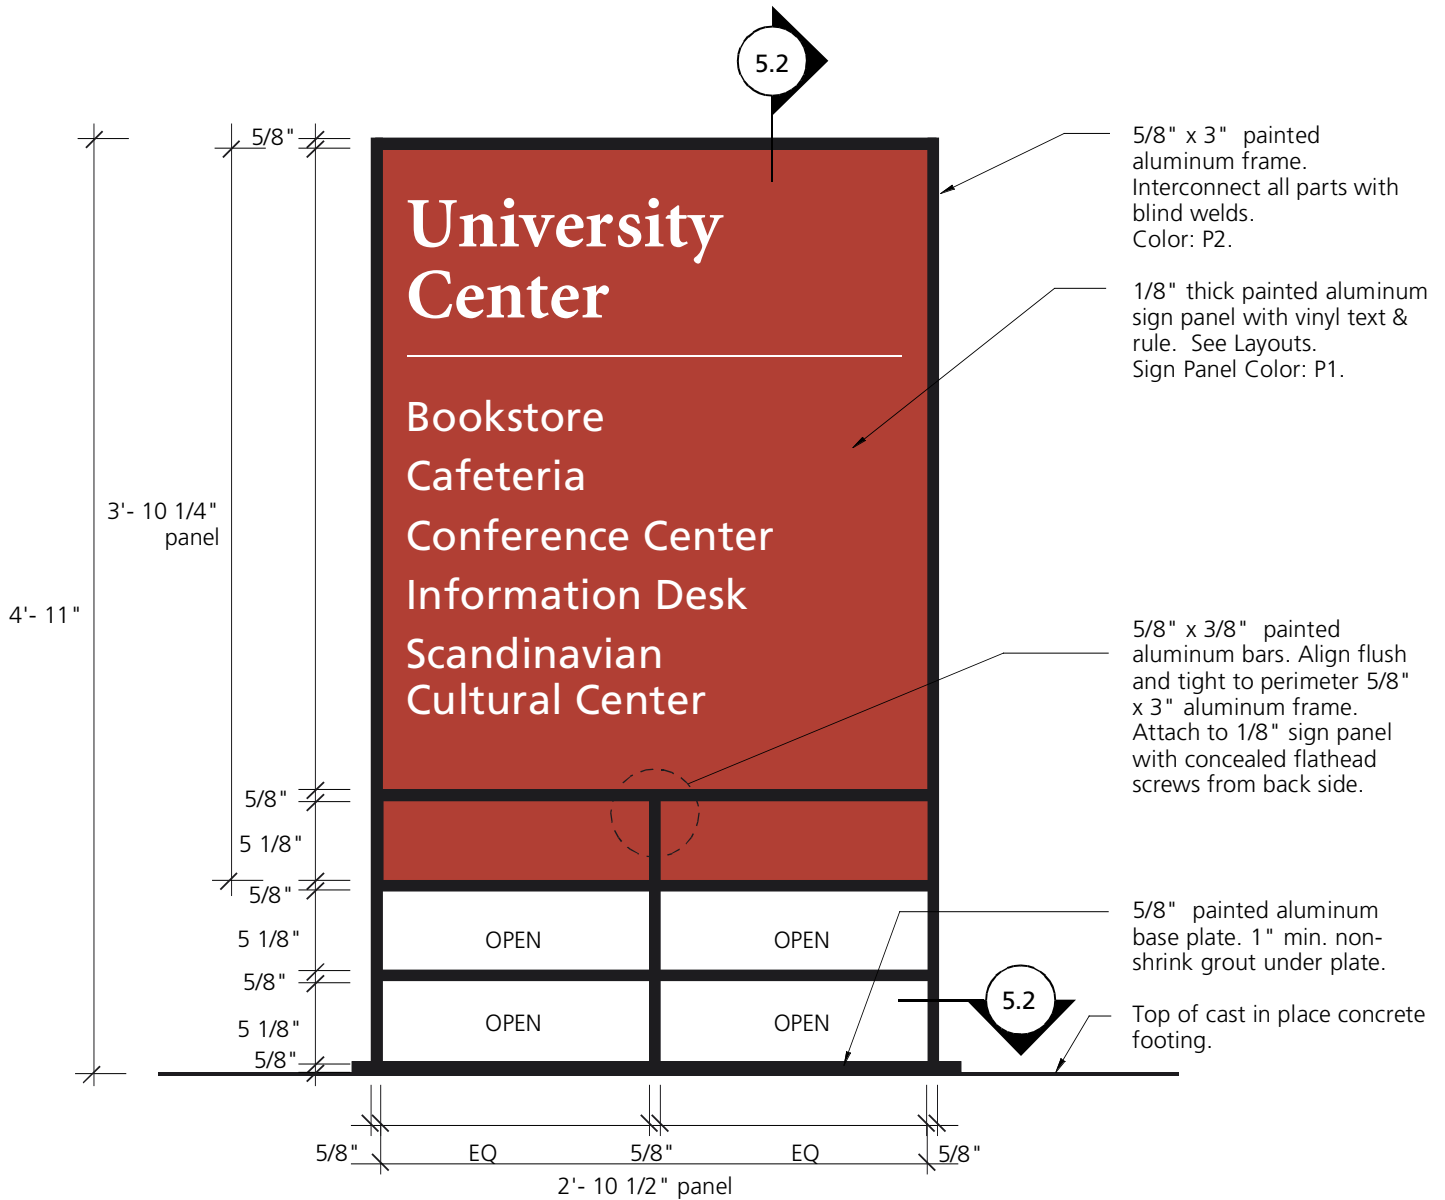 5.2
5/8"
5/8" x 3"  painted
aluminum frame.
Interconnect all parts with
blind welds.
Color: P2.
University
Center
1/8" thick painted aluminum
sign panel with vinyl text &
rule.  See Layouts.
Sign Panel Color: P1.
Bookstore
Cafeteria
Conference Center
Information Desk
Scandinavian
Cultural Center
3'- 10 1/4"
panel
4'- 11"
5/8" x 3/8"  painted
aluminum bars. Align flush
and tight to perimeter 5/8"
x 3" aluminum frame.
Attach to 1/8" sign panel
with concealed flathead
screws from back side.
5/8"
5 1/8"
5/8"
5 1/8"
OPEN
OPEN
5/8"  painted aluminum
base plate. 1" min. non-
shrink grout under plate.
5/8"
5 1/8"
OPEN
OPEN
5.2
Top of cast in place concrete
footing.
5/8"
5/8"
EQ
5/8"
EQ
5/8"
2'- 10 1/2" panel